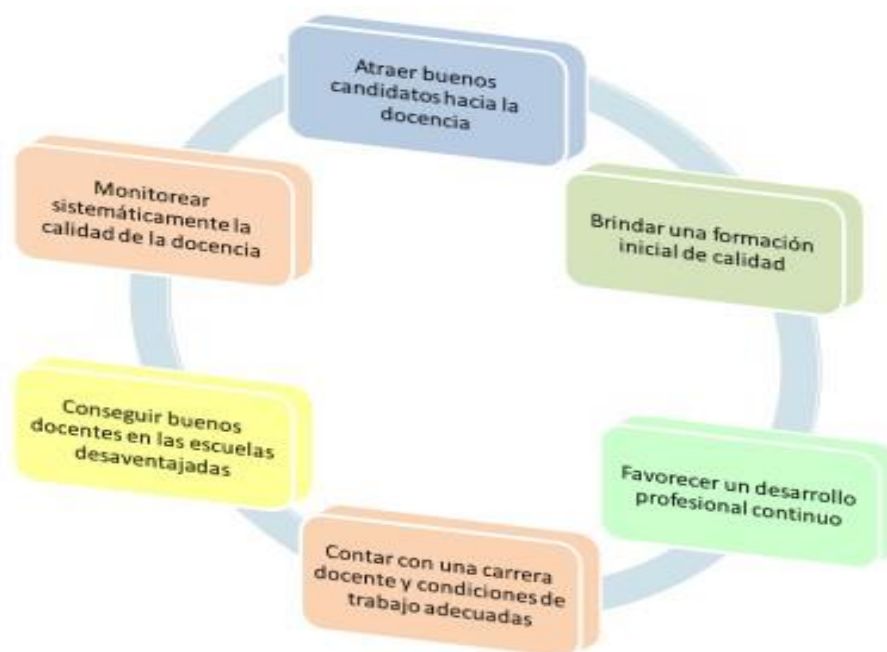 Atraer buenos
candidatos hacia la
docencia
Brindar una formación
inicial de calidad
Favorecer un desarrollo
profesional continuo
Contar con una carrera
docente y condiciones de
trabajo adecuadas
Conseguir buenos
docentes en las escuelas
desaventajadas
Monitorear
sistemáticamente la
calidad de la docencia